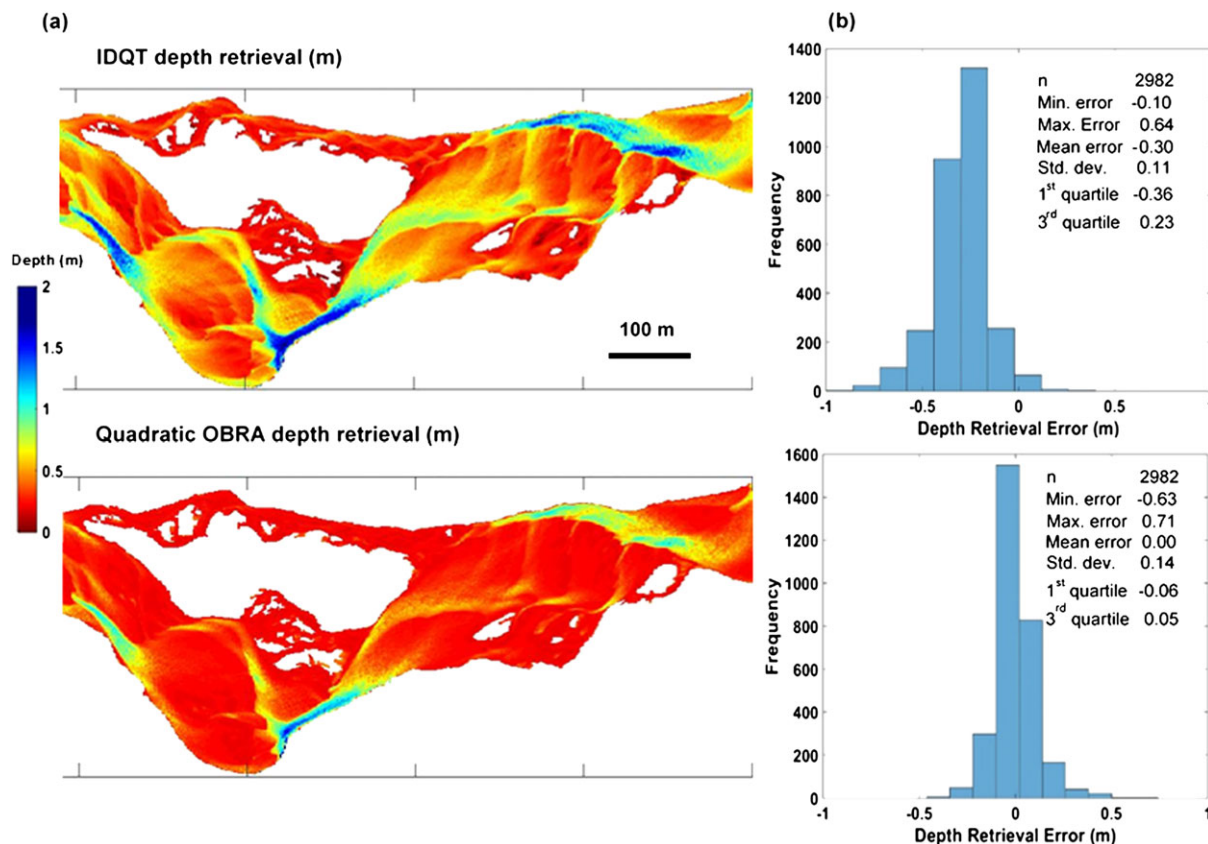 (a)
IDQT depth retrieval (m)
Depth (m)
2
1.5
1
0.5
0
100 m
Quadratic OBRA depth retrieval (m)
(b)
1400
1200
1000
800
600
400
200
0
Frequency
n 2982
Min. error -0.10
Max. Error 0.64
Mean error -0.30
Std. dev. 0.11
1st quartile -0.36
3rd quartile 0.23
-1 -0.5 0 0.5 1
Depth Retrieval Error (m)
1600
1400
1200
1000
800
600
400
200
0
Frequency
n 2982
Min. error -0.63
Max. error 0.71
Mean error 0.00
Std. dev. 0.14
1st quartile -0.06
3rd quartile 0.05
-1 -0.5 0 0.5 1
Depth Retrieval Error (m)